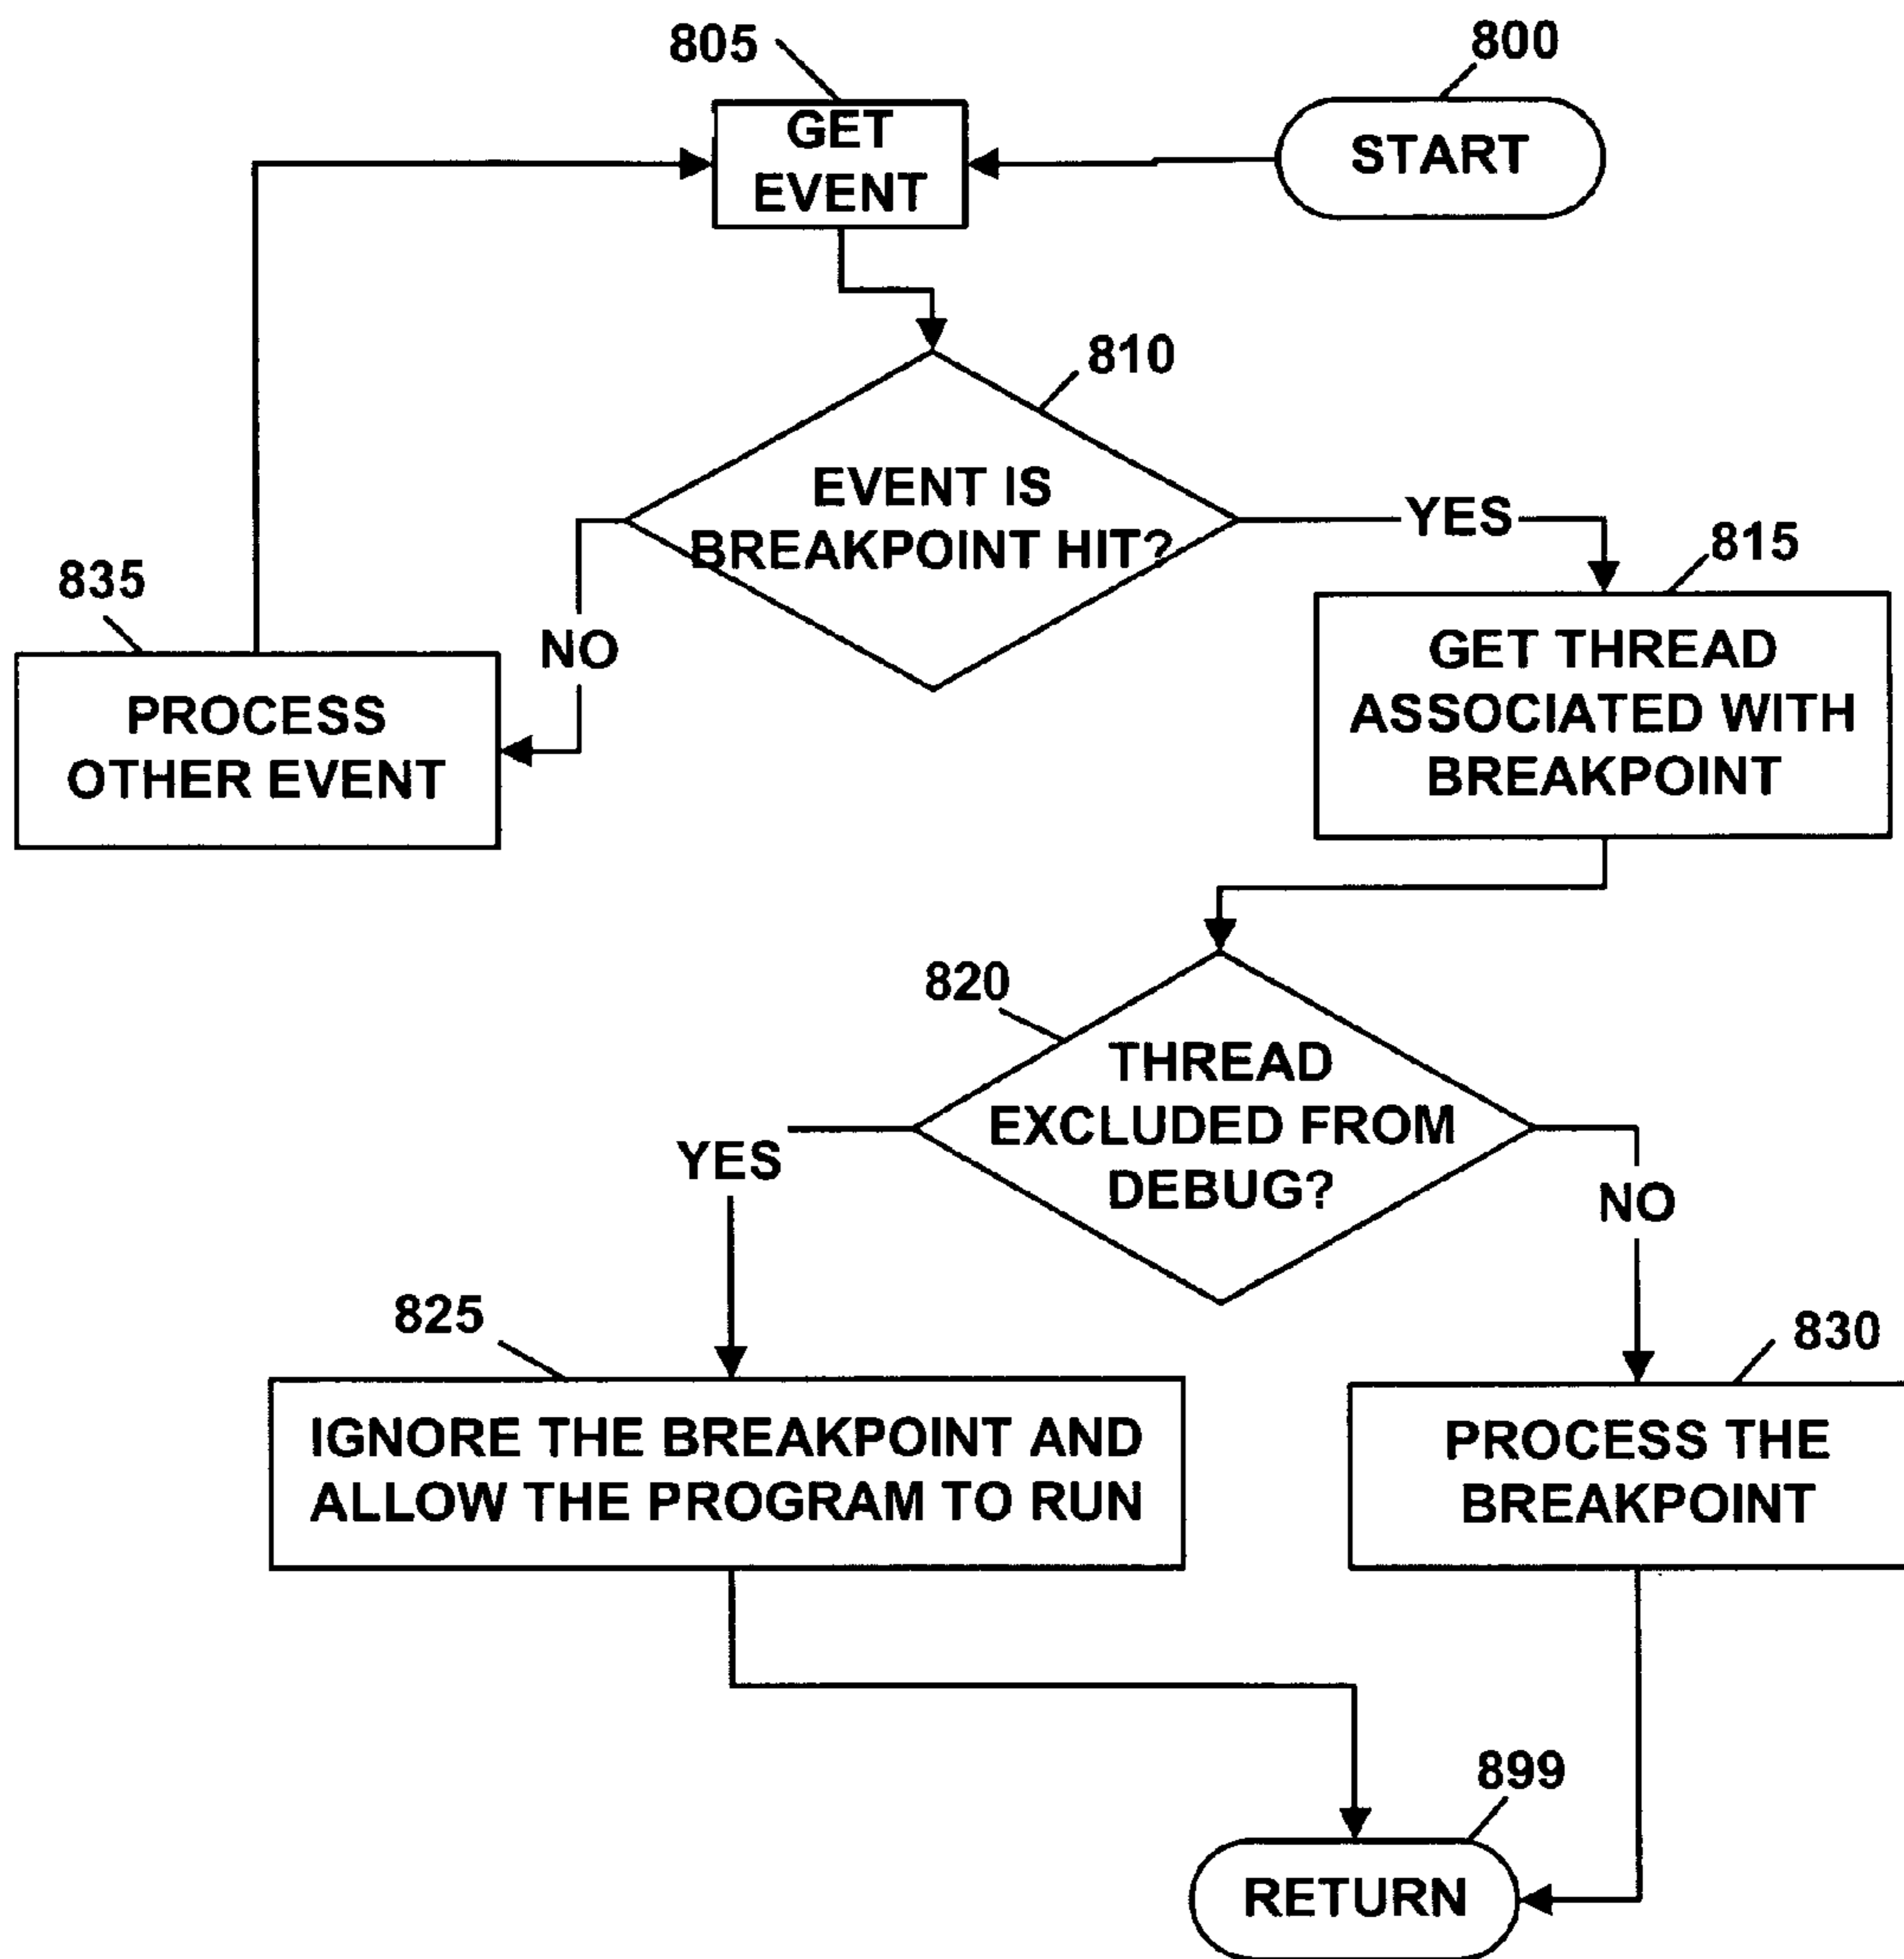 805
800
GET
EVENT
START
810
EVENT IS
BREAKPOINT HIT?
YES
815
835
NO
GET THREAD
ASSOCIATED WITH
BREAKPOINT
PROCESS
OTHER EVENT
820
THREAD
EXCLUDED FROM
DEBUG?
YES
NO
825
830
IGNORE THE BREAKPOINT AND
ALLOW THE PROGRAM TO RUN
PROCESS THE
BREAKPOINT
899
RETURN